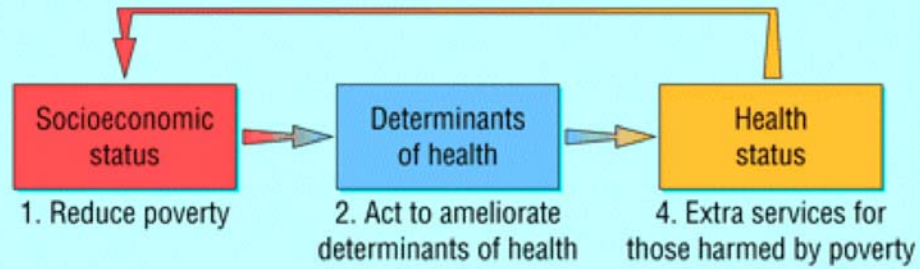 Socioeconomic
status
Determinants
of health
Health
status
1. Reduce poverty
2. Act to ameliorate
determinants of health
4. Extra services for
those harmed by poverty